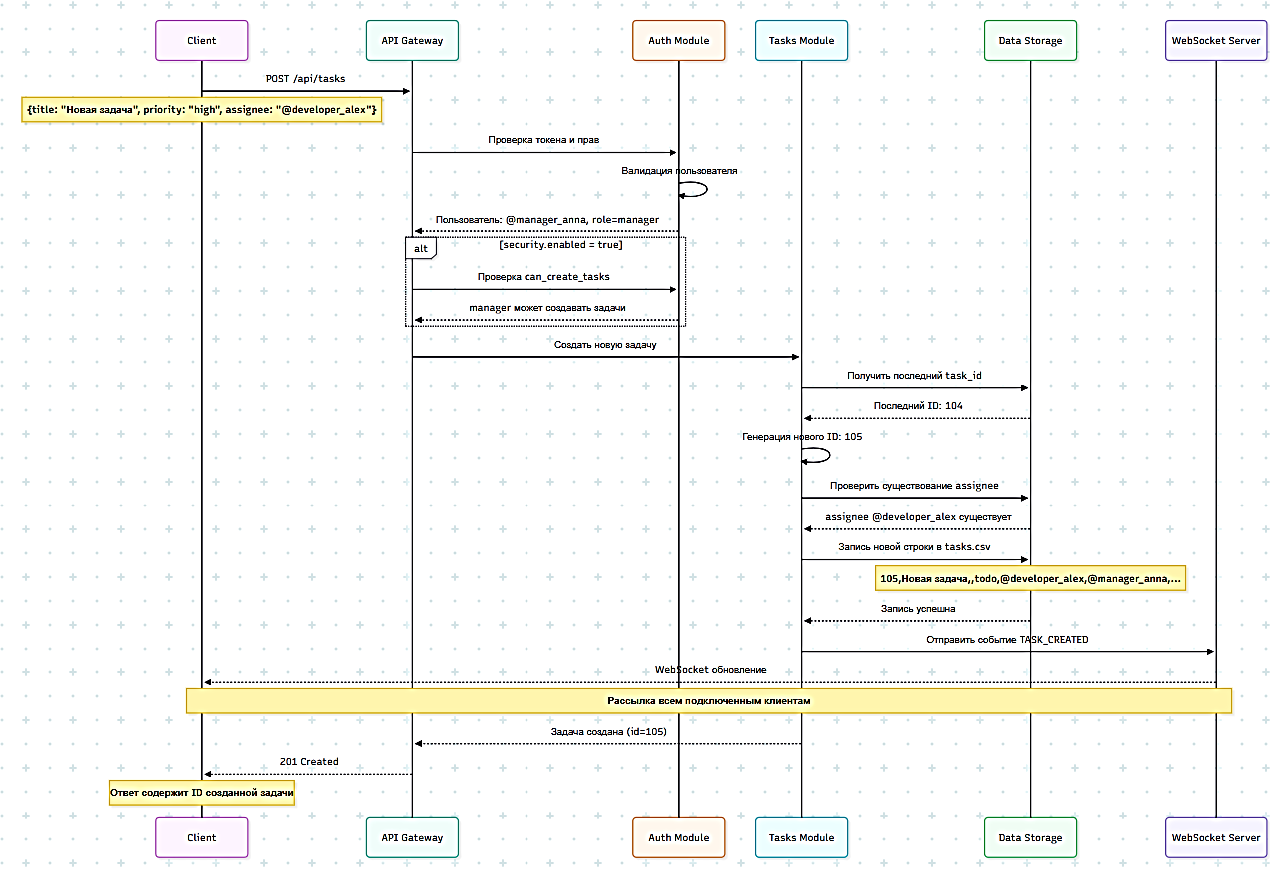 Client
API Gateway
Auth Module
Tasks Module
Data Storage
WebSocket Server
POST /api/tasks
{title: "Новая задача", priority: "high", assignee: "@developer_alex"}
Проверка токена и прав
Валидация пользователя
Пользователь: @manager_anna, role=manager
alt
[security.enabled = true]
Проверка can_create_tasks
manager может создавать задачи
Создать новую задачу
Получить последний task_id
Последний ID: 104
Генерация нового ID: 105
Проверить существование assignee
assignee @developer_alex существует
Запись новой строки в tasks.csv
105,Новая задача,,todo,@developer_alex,@manager_anna,...
Запись успешна
Отправить событие TASK_CREATED
WebSocket обновление
Рассылка всем подключенным клиентам
Задача создана (id=105)
201 Created
Ответ содержит ID созданной задачи
Client
API Gateway
Auth Module
Tasks Module
Data Storage
WebSocket Server